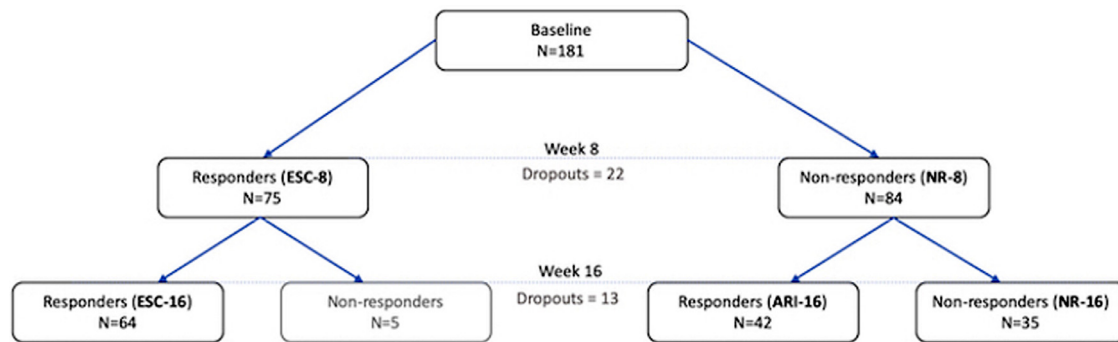 Baseline
N=181
Week 8
Dropouts = 22
Responders (ESC-8)
N=75
Non-responders (NR-8)
N=84
Week 16
Dropouts = 13
Responders (ESC-16)
N=64
Non-responders
N=5
Responders (ARI-16)
N=42
Non-responders (NR-16)
N=35